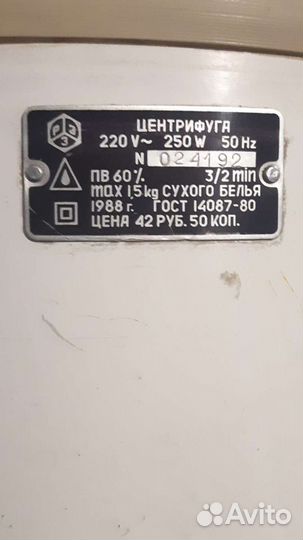 РЭЗ
ЦЕНТРИФУГА
220 V~ 250 W 50 Hz
N 024192
ПВ 60% 3/2 min
max 1,5 kg СУХОГО БЕЛЬЯ
1988 г. ГОСТ 14087-80
ЦЕНА 42 РУБ. 50 КОП.
Avito